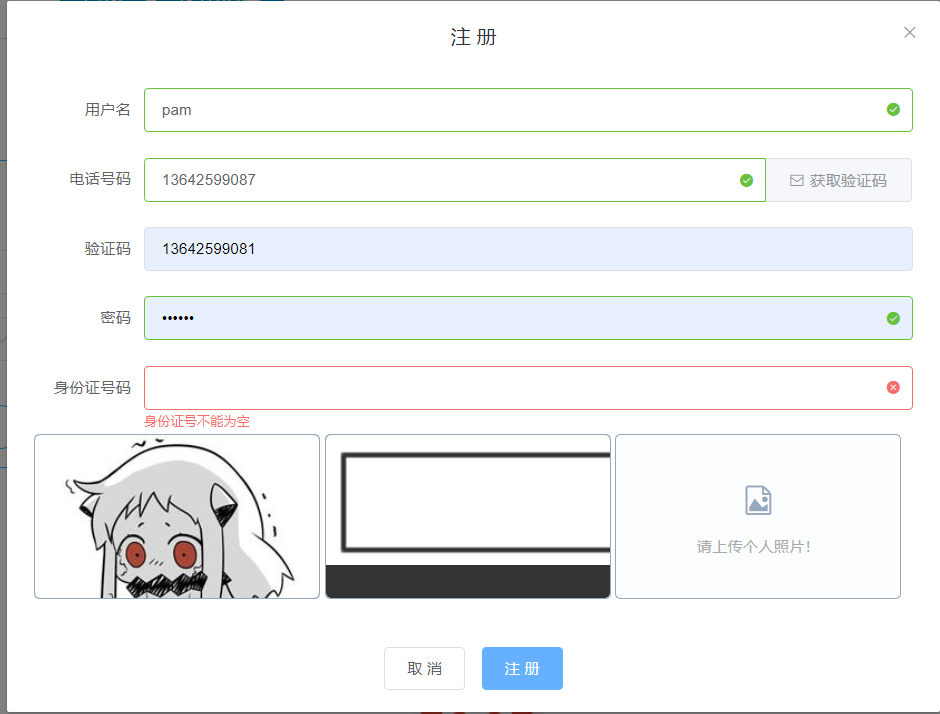 注 册
用户名 pam
电话号码 13642599087 获取验证码
验证码 13642599081
密码 ••••••
身份证号码
身份证号不能为空
请上传个人照片!
取 消 注 册